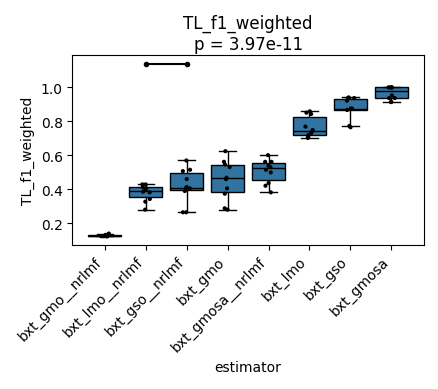 TL_f1_weighted
p = 3.97e-11
TL_f1_weighted
1.0
0.8
0.6
0.4
0.2
bxt_gmo__nrlmf
bxt_lmo__nrlmf
bxt_gso__nrlmf
bxt_gmo
bxt_gmosa__nrlmf
bxt_lmo
bxt_gso
bxt_gmosa
estimator